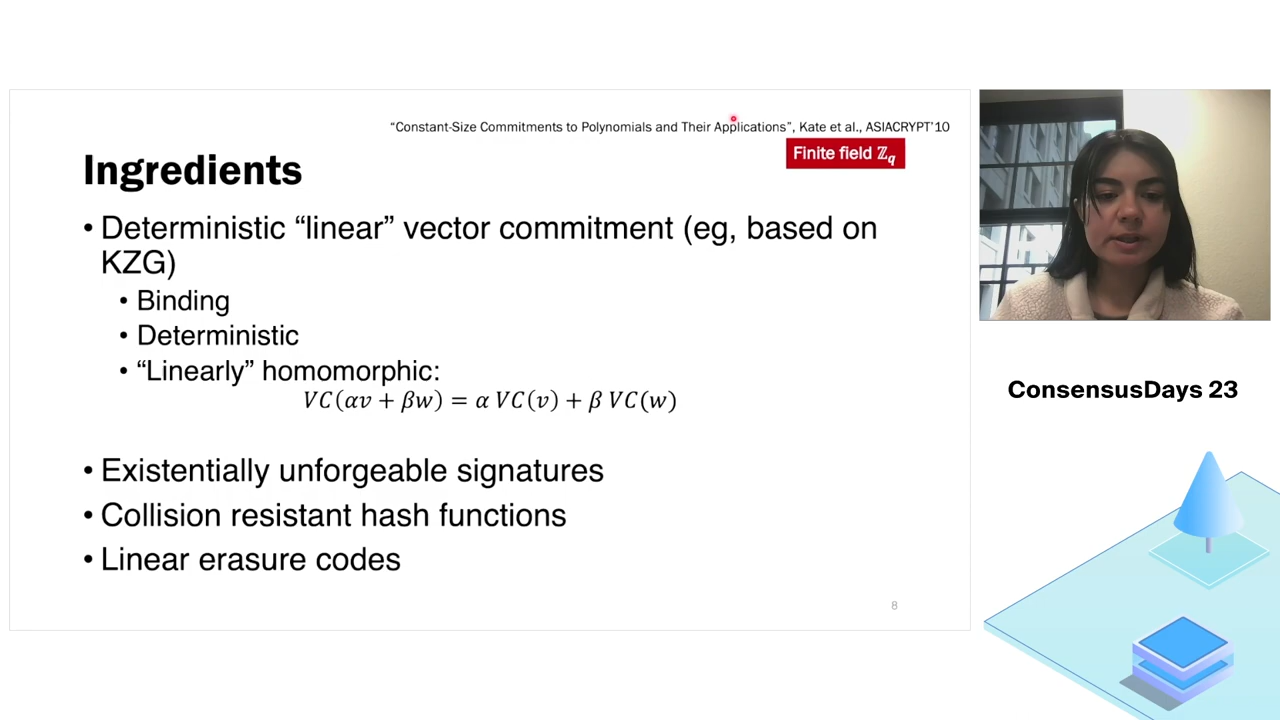 “Constant-Size Commitments to Polynomials and Their Applications”, Kate et al., ASIACRYPT’10
Finite field ℤ_q
Ingredients
• Deterministic “linear” vector commitment (eg, based on
KZG)
• Binding
• Deterministic
• “Linearly” homomorphic:
VC(αv + βw) = α VC(v) + β VC(w)
• Existentially unforgeable signatures
• Collision resistant hash functions
• Linear erasure codes
8
ConsensusDays 23